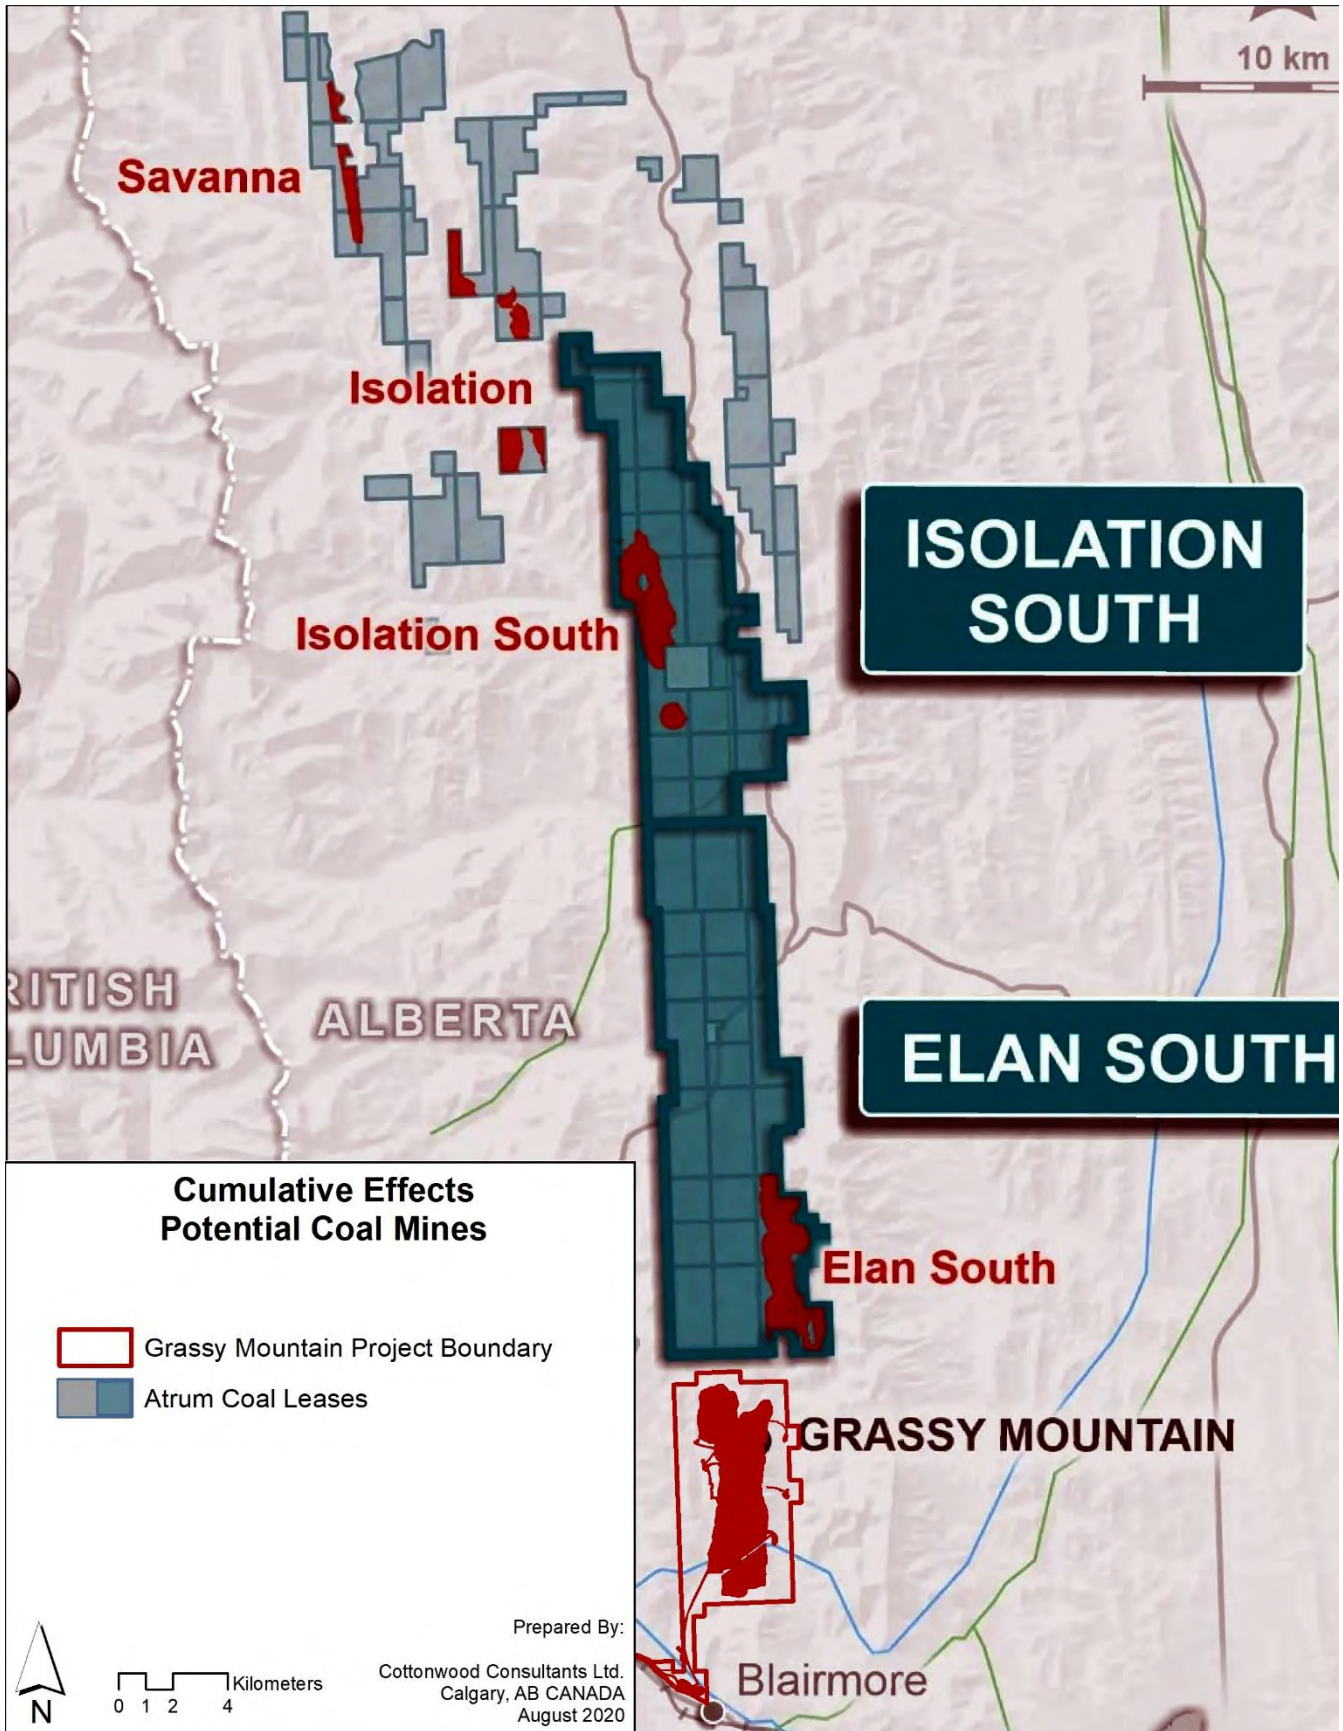 10 km
Savanna
Isolation
ISOLATION
SOUTH
Isolation South
RITISH
LUMBIA
ALBERTA
ELAN SOUTH
Cumulative Effects
Potential Coal Mines
Elan South
Grassy Mountain Project Boundary
Atrum Coal Leases
GRASSY MOUNTAIN
Prepared By:
Cottonwood Consultants Ltd.
Calgary, AB CANADA
August 2020
Kilometers
0 1 2 4
N
Blairmore